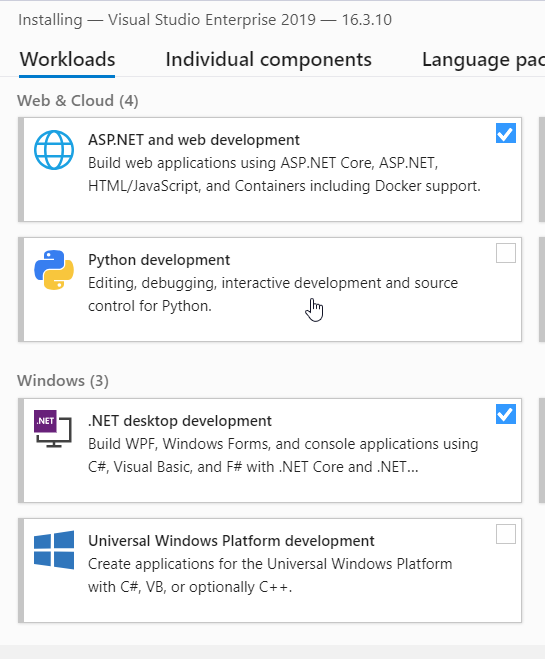 Installing — Visual Studio Enterprise 2019 — 16.3.10
Workloads Individual components Language pac
Web & Cloud (4)
ASP.NET and web development
Build web applications using ASP.NET Core, ASP.NET,
HTML/JavaScript, and Containers including Docker support.
Python development
Editing, debugging, interactive development and source
control for Python.
Windows (3)
.NET
.NET desktop development
Build WPF, Windows Forms, and console applications using
C#, Visual Basic, and F# with .NET Core and .NET...
Universal Windows Platform development
Create applications for the Universal Windows Platform
with C#, VB, or optionally C++.